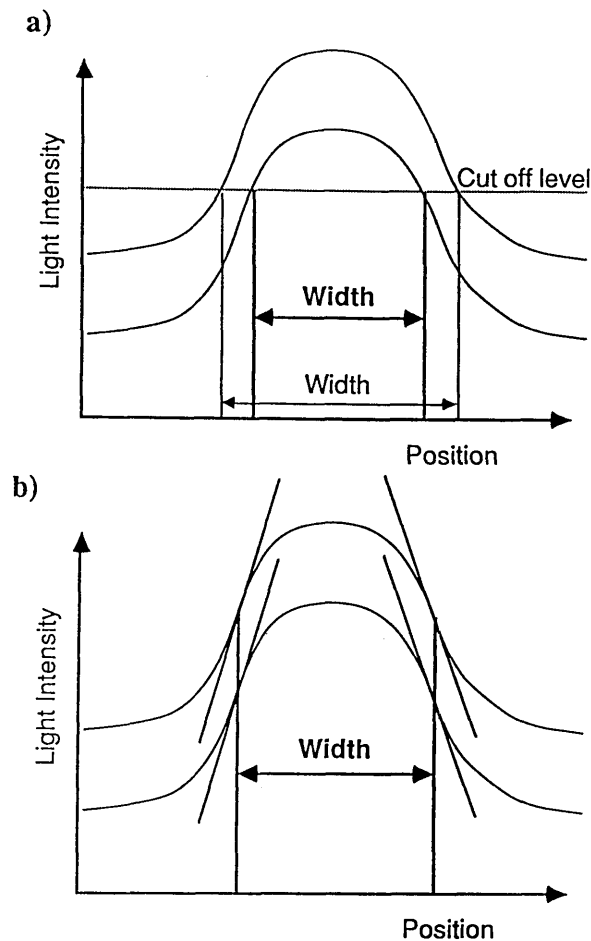 a)
Light Intensity
Cut off level
Width
Width
Position
b)
Light Intensity
Width
Position